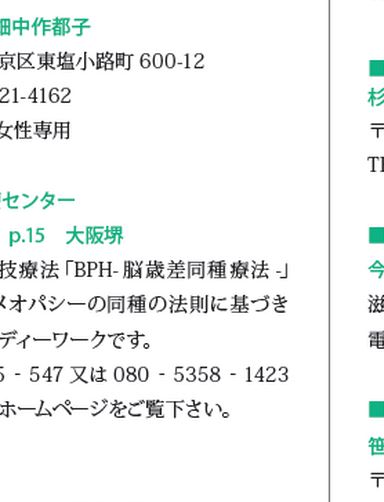 畑中作都子
京区東塩小路町 600-12
21-4162
女性専用
センター
p.15 大阪堺
技療法「BPH- 脳歳差同種療法 -」
メオパシーの同種の法則に基づき
ディーワークです。
5 - 547 又は 080 - 5358 - 1423
ホームページをご覧下さい。
■
杉
〒
TE
■
今
滋
電
■
笹
〒